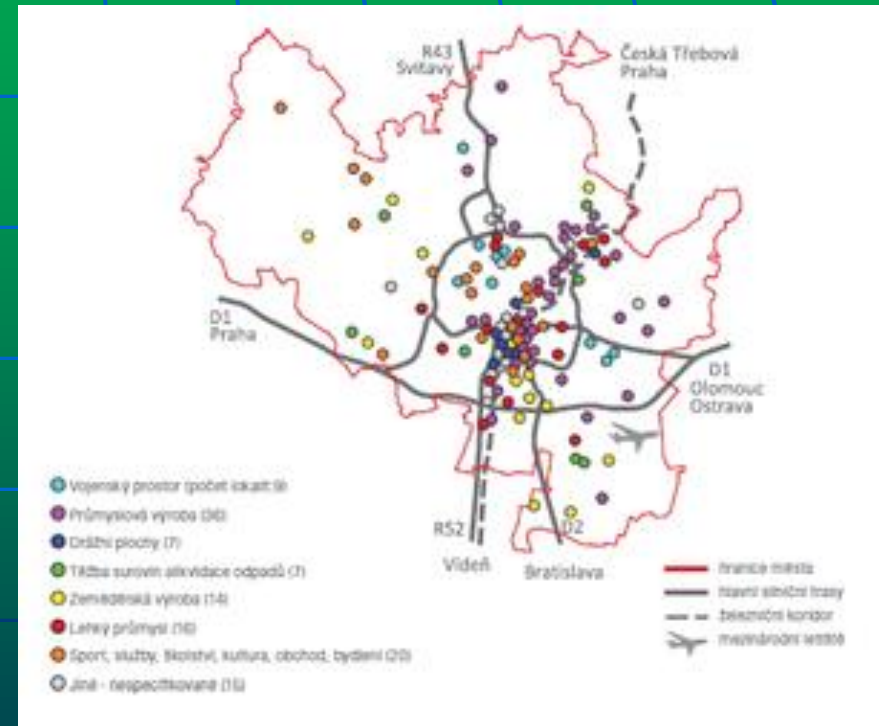 R43
Svitavy
Česká Třebová
Praha
D1
Praha
D1
Olomouc
Ostrava
R52
D2
Vídeň
Bratislava
Vojenský prostor (počet lokalit 9)
Průmyslová výroba (36)
Drážní plochy (7)
Těžba surovin alikvidace odpadů (7)
Zemědělská výroba (14)
Lehký průmysl (16)
Sport, služby, školství, kultura, obchod, bydlení (20)
Jiné - nespecifikované (15)
hranice města
hlavní silniční trasy
železniční koridor
mezinárodní letiště